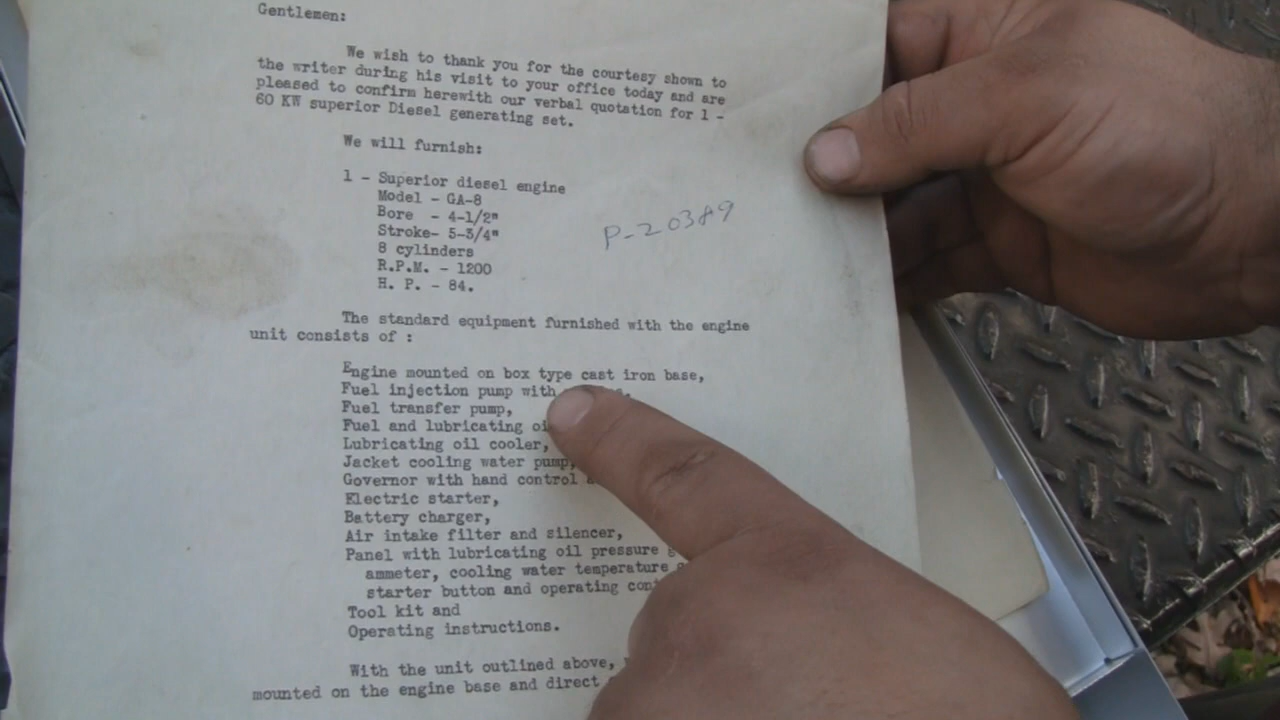 Gentlemen:
We wish to thank you for the courtesy shown to
the writer during his visit to your office today and are
pleased to confirm herewith our verbal quotation for 1 -
60 KW superior Diesel generating set.
We will furnish:
1 - Superior diesel engine
Model - GA-8
Bore - 4-1/2"
Stroke- 5-3/4"
P-20389
8 cylinders
R.P.M. - 1200
H. P. - 84.
The standard equipment furnished with the engine
unit consists of :
Engine mounted on box type cast iron base,
Fuel injection pump with
Fuel transfer pump,
Fuel and lubricating
Lubricating oil cooler,
Jacket cooling water pump,
Governor with hand control
Electric starter,
Battery charger,
Air intake filter and silencer,
Panel with lubricating oil pressure
ammeter, cooling water temperature
starter button and operating
Tool kit and
Operating instructions.
With the unit outlined above,
mounted on the engine base and direct